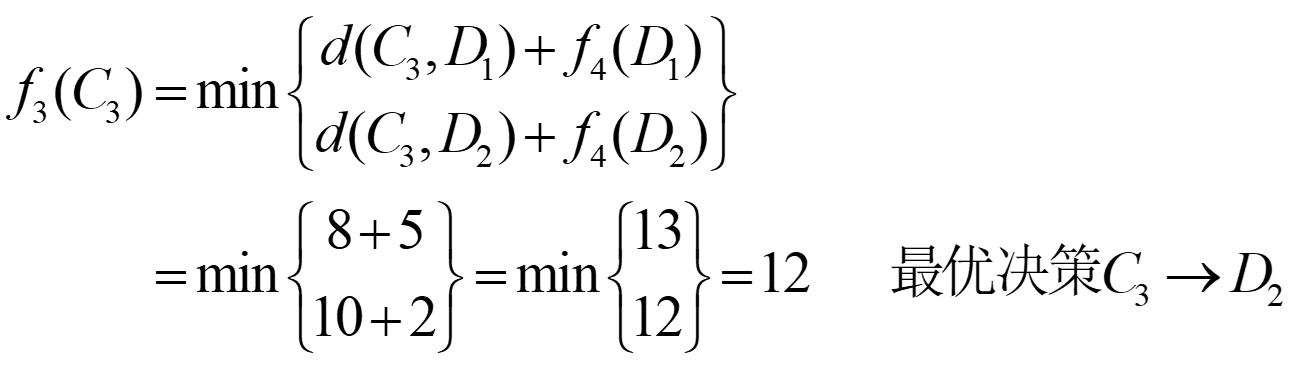 f₃(C₃) = min{d(C₃, D₁) + f₄(D₁)
d(C₃, D₂) + f₄(D₂)}
= min{8+5
10+2} = min{13
12} = 12 最优决策C₃ → D₂